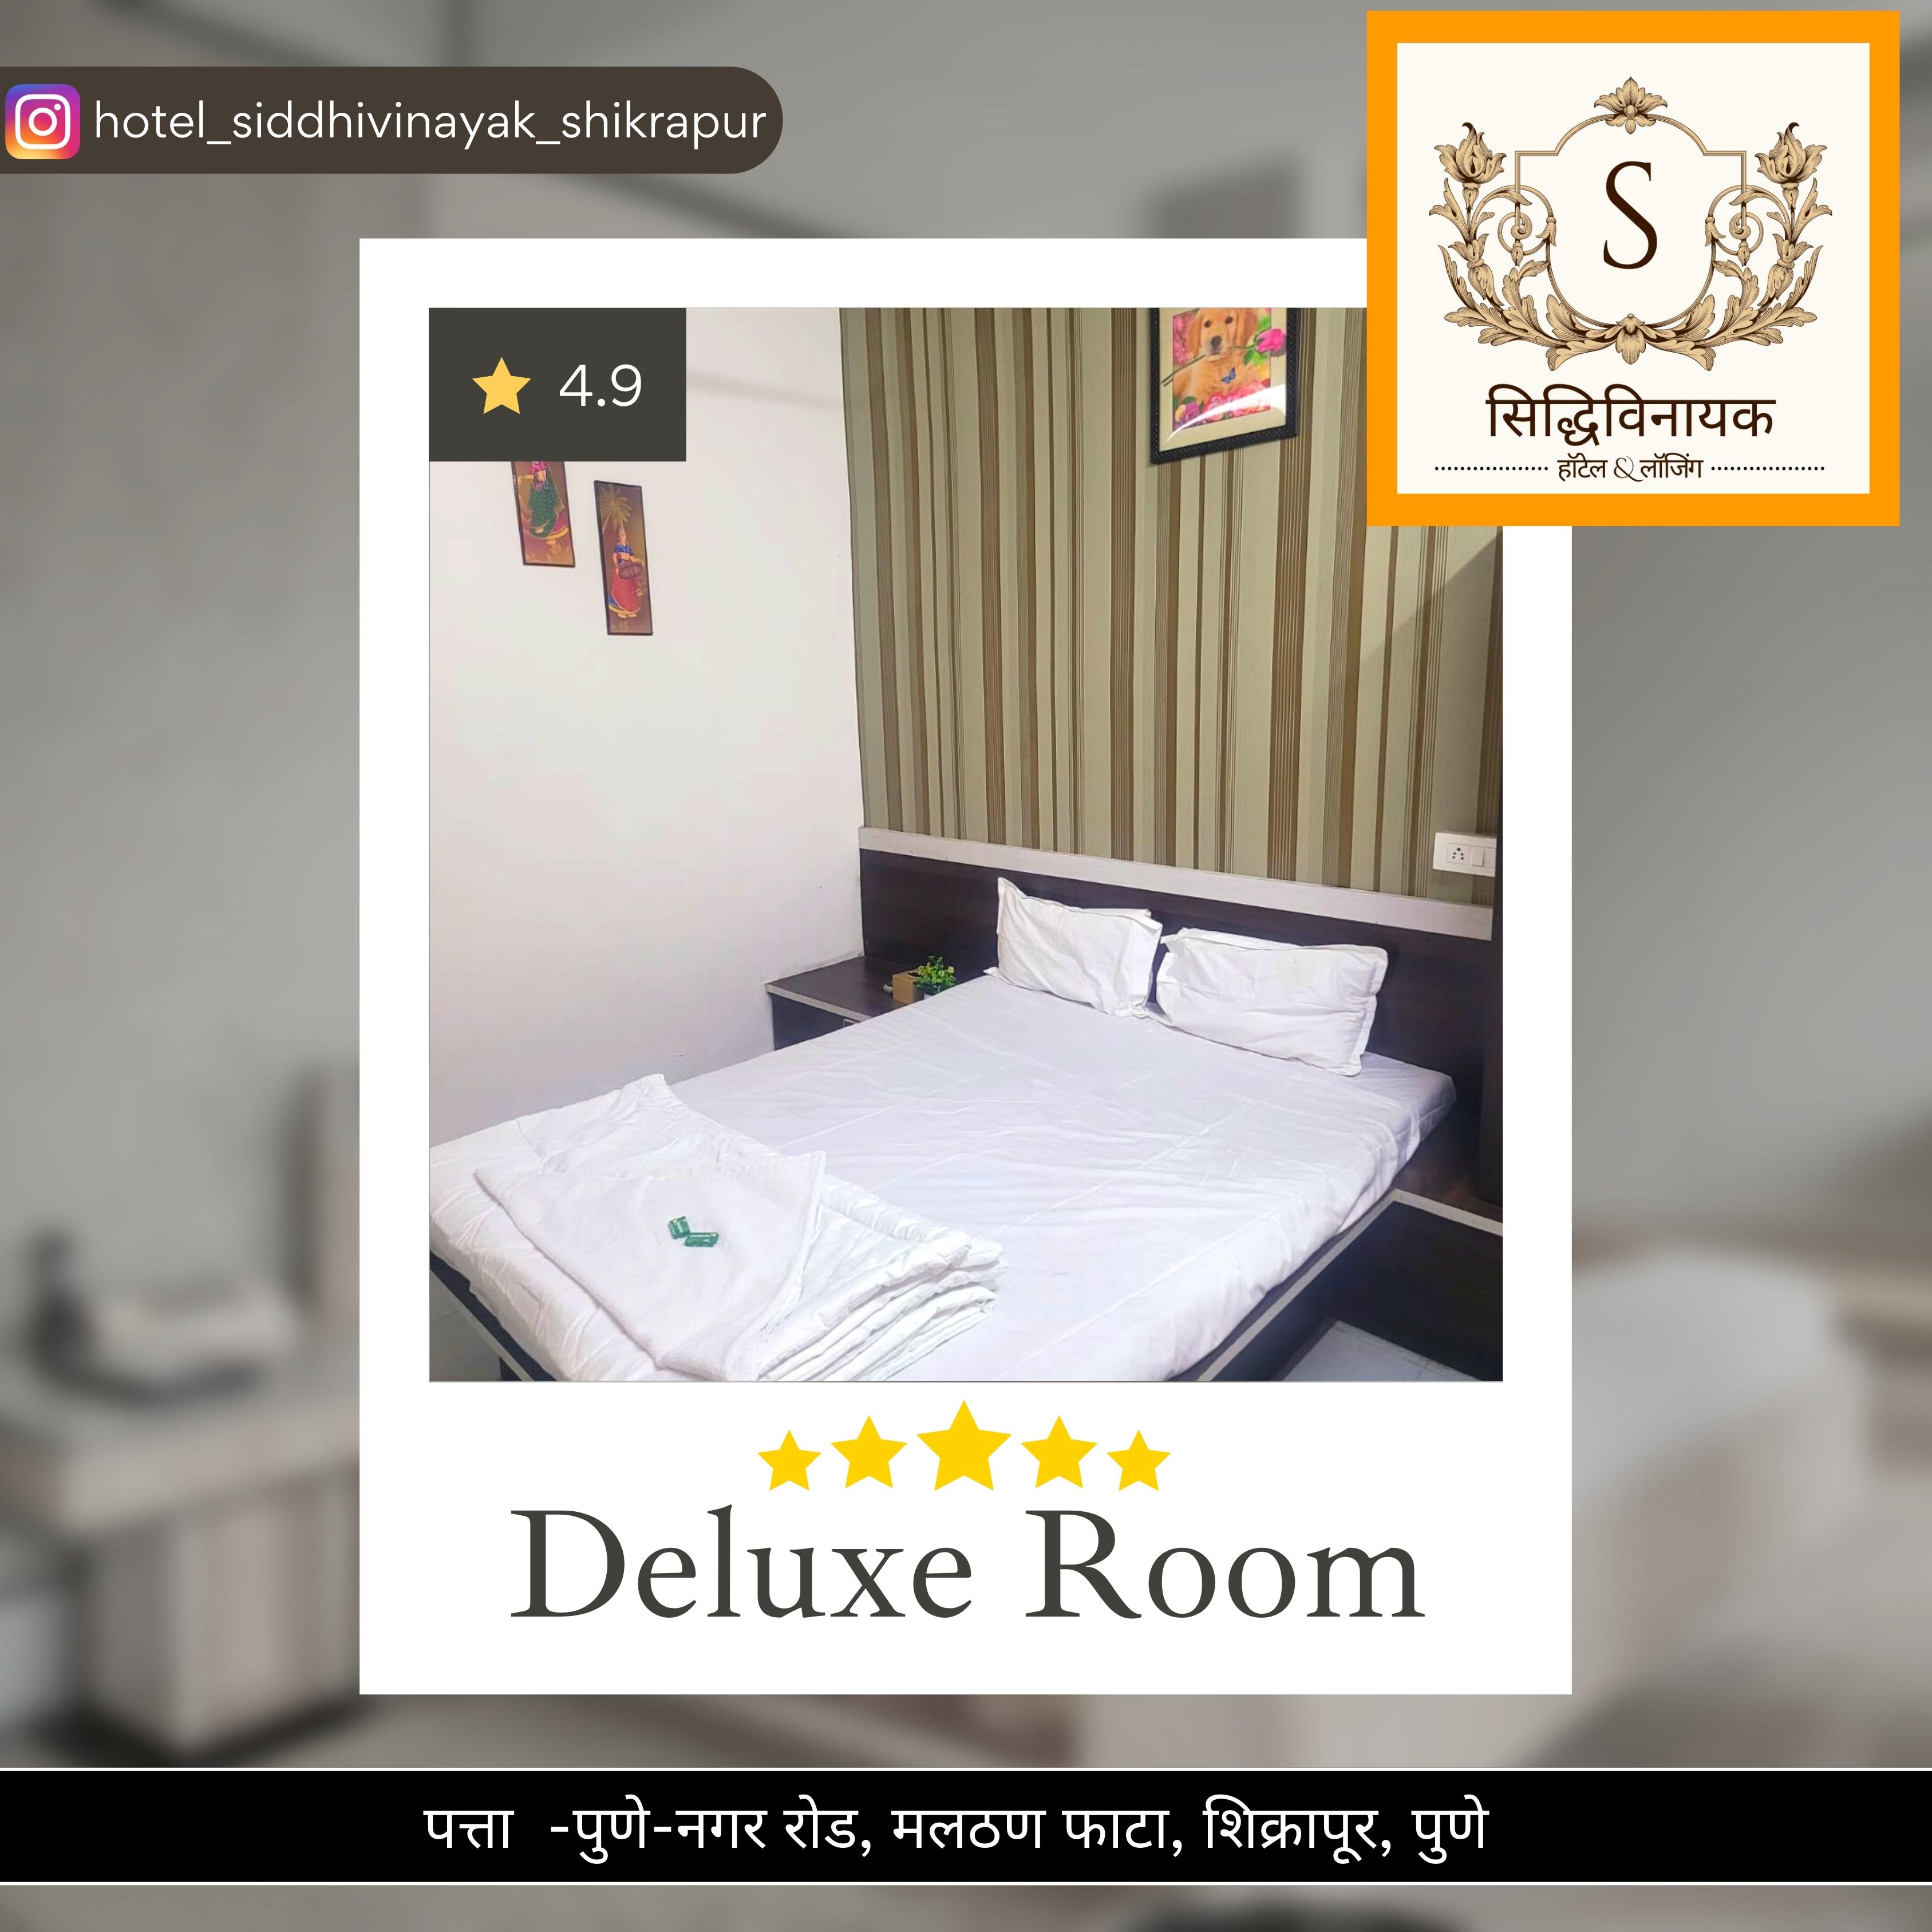 hotel_siddhivinayak_shikrapur
S
सिद्धिविनायक
हॉटेल & लॉजिंग
4.9
Deluxe Room
पत्ता -पुणे-नगर रोड, मलठण फाटा, शिक्रापूर, पुणे